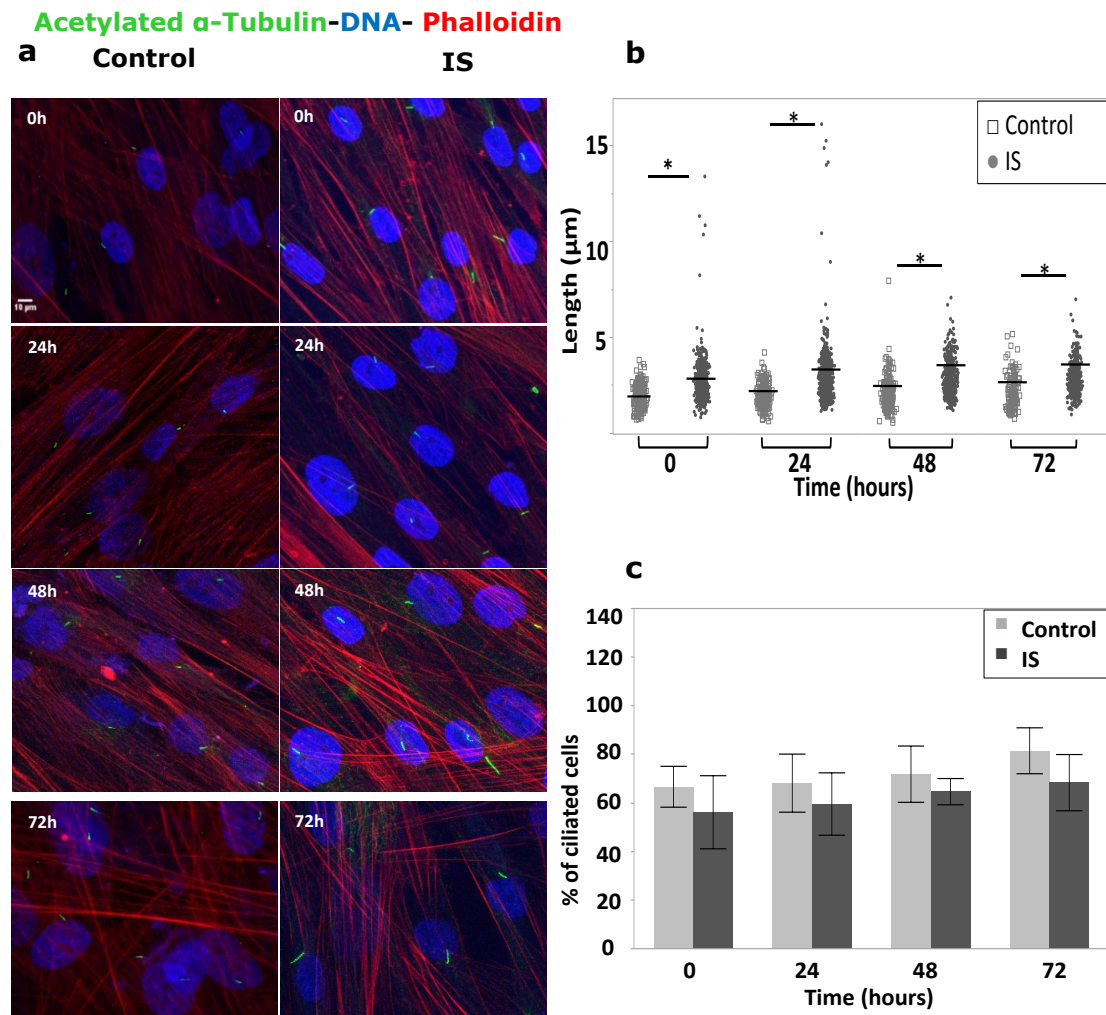 Acetylated α-Tubulin-DNA- Phalloidin
a
Control
IS
0h
0h
10 µm
24h
24h
48h
48h
72h
72h
b
Control
IS
*
*
*
*
15
10
5
Length (µm)
0
24
48
72
Time (hours)
c
Control
IS
140
120
100
80
60
40
20
0
% of ciliated cells
0
24
48
72
Time (hours)